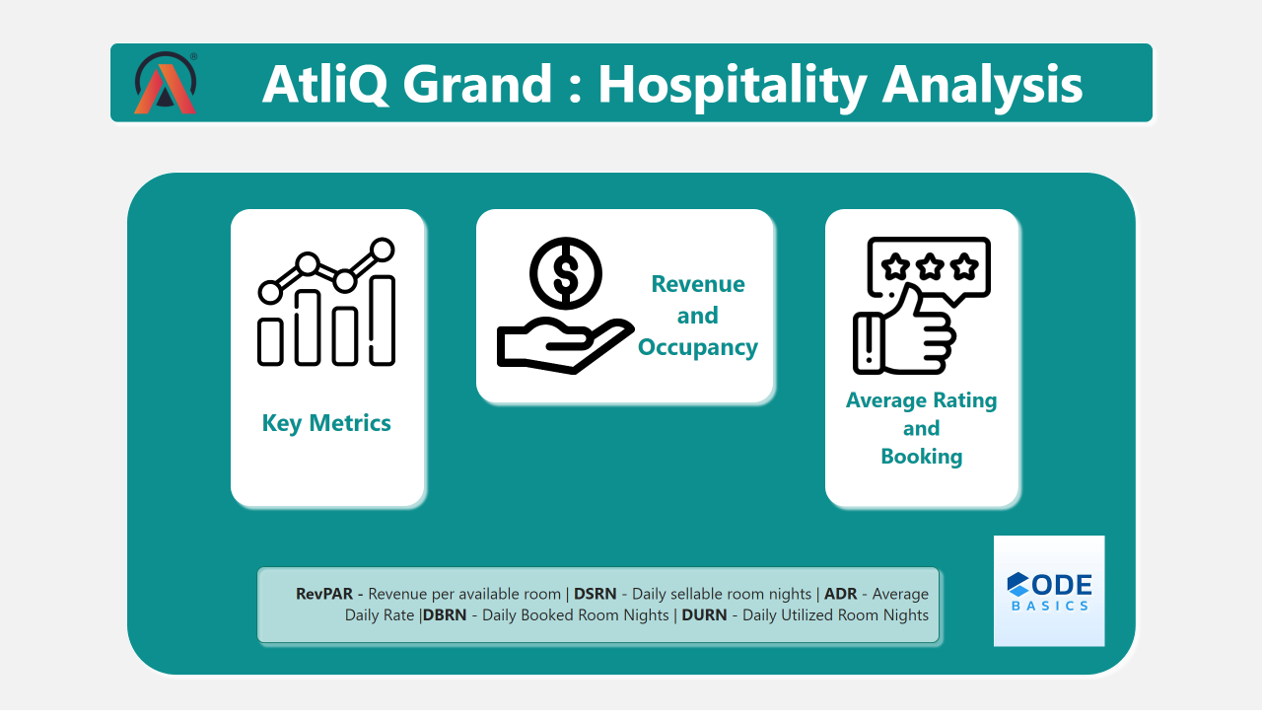 AtliQ Grand : Hospitality Analysis
®
Key Metrics
Revenue
and
Occupancy
Average Rating
and
Booking
RevPAR - Revenue per available room | DSRN - Daily sellable room nights | ADR - Average
Daily Rate |DBRN - Daily Booked Room Nights | DURN - Daily Utilized Room Nights
CODE
BASICS